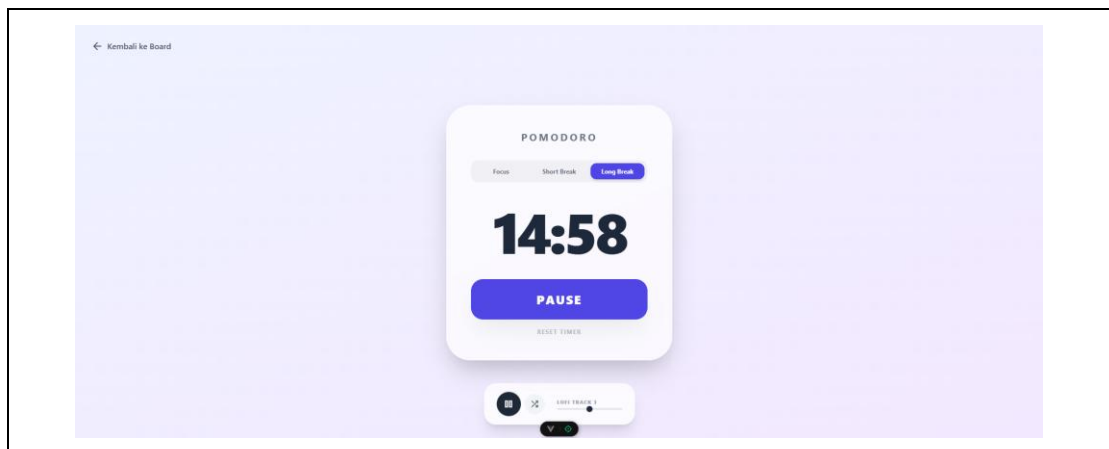 Kembali ke Board
POMODORO
Focus Short Break Long Break
14:58
PAUSE
RESET TIMER
LOFI TRACK 1